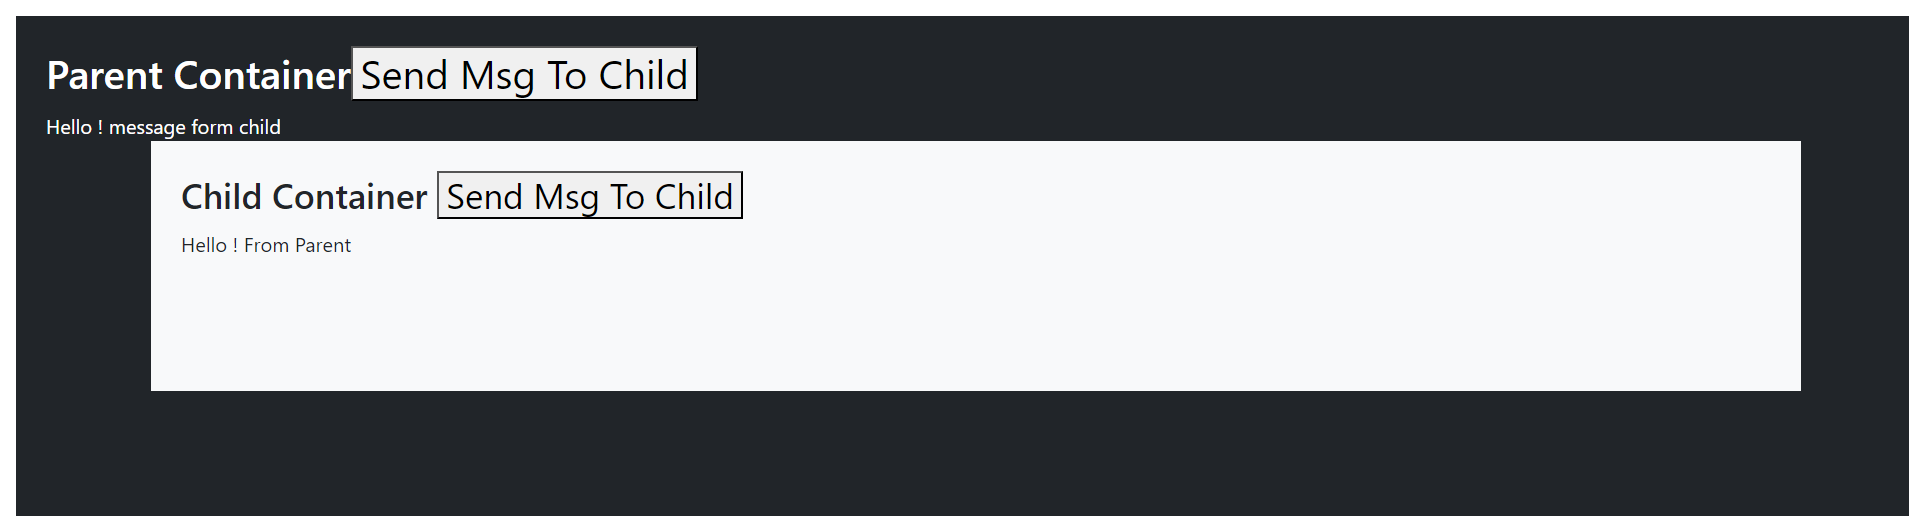 Parent Container Send Msg To Child
Hello ! message form child
Child Container Send Msg To Child
Hello ! From Parent